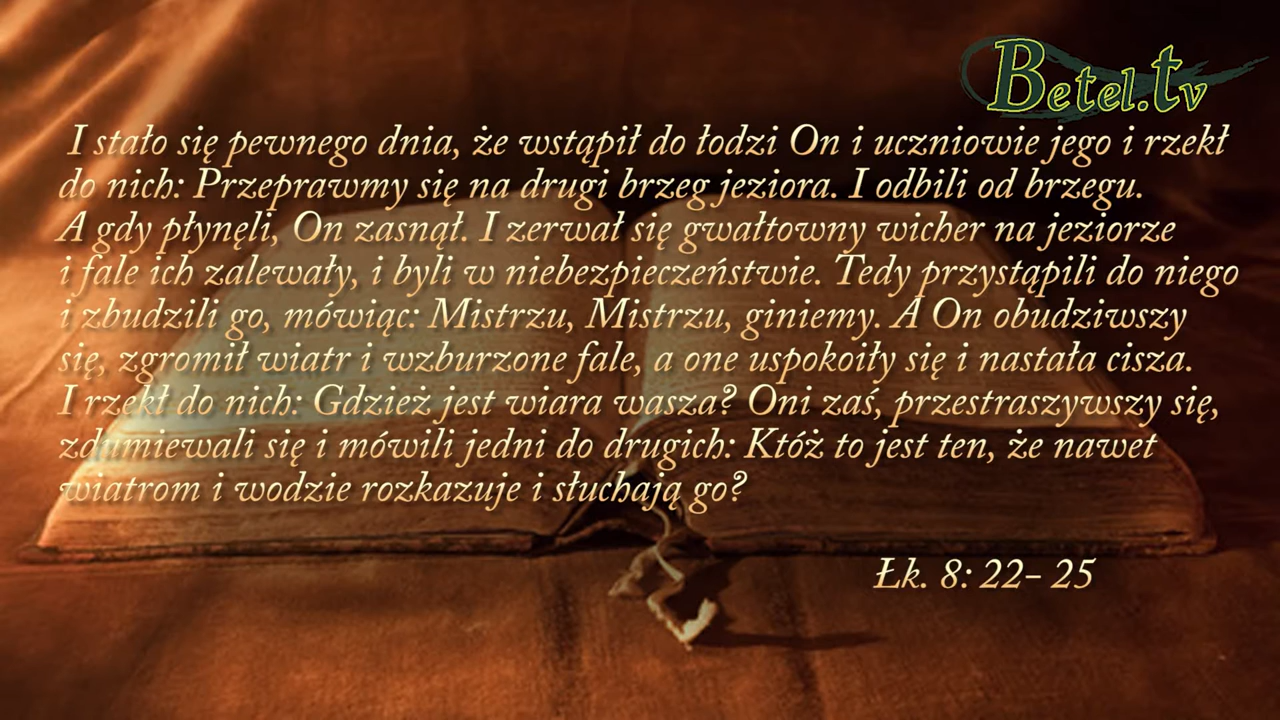 Betel.tv
I stało się pewnego dnia, że wstąpił do łodzi On i uczniowie jego i rzekł
do nich: Przeprawmy się na drugi brzeg jeziora. I odbili od brzegu.
A gdy płynęli, On zasnął. I zerwał się gwałtowny wicher na jeziorze
i fale ich zalewały, i byli w niebezpieczeństwie. Tedy przystąpili do niego
i zbudzili go, mówiąc: Mistrzu, Mistrzu, giniemy. A On obudziwszy
się, zgromił wiatr i wzburzone fale, a one uspokoiły się i nastała cisza.
I rzekł do nich: Gdzież jest wiara wasza? Oni zaś, przestraszywszy się,
zdumiewali się i mówili jedni do drugich: Któż to jest ten, że nawet
wiatrom i wodzie rozkazuje i słuchają go?
Łk. 8: 22- 25